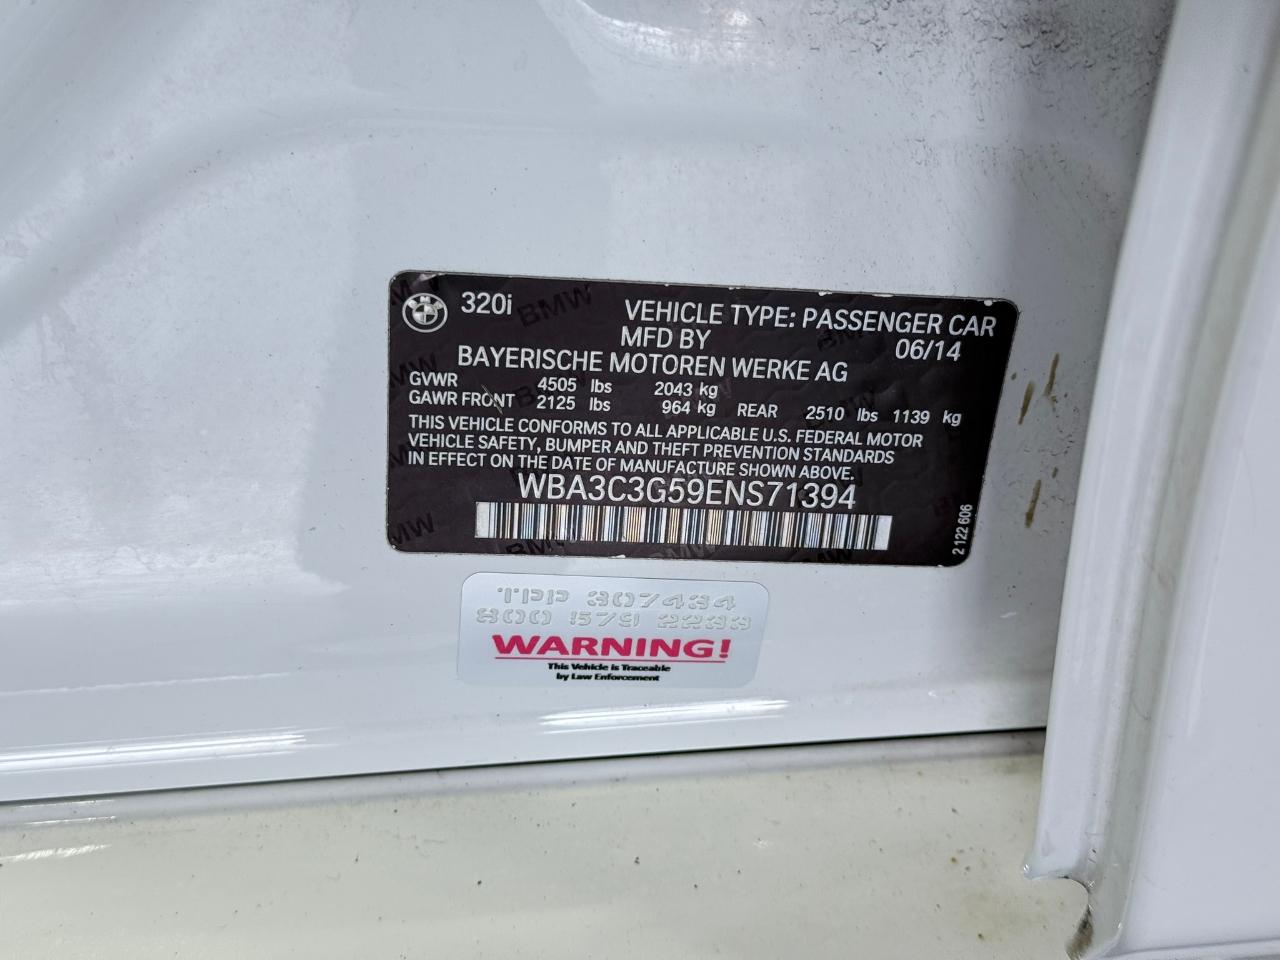 320i VEHICLE TYPE: PASSENGER CAR
MFD BY 06/14
BAYERISCHE MOTOREN WERKE AG
GVWR 4505 lbs 2043 kg
GAWR FRONT 2125 lbs 964 kg REAR 2510 lbs 1139 kg
THIS VEHICLE CONFORMS TO ALL APPLICABLE U.S. FEDERAL MOTOR
VEHICLE SAFETY, BUMPER AND THEFT PREVENTION STANDARDS
IN EFFECT ON THE DATE OF MANUFACTURE SHOWN ABOVE.
WBA3C3G59ENS71394
2 122 606
TPP 307434
800 579 2233
WARNING!
This Vehicle is Traceable
by Law Enforcement